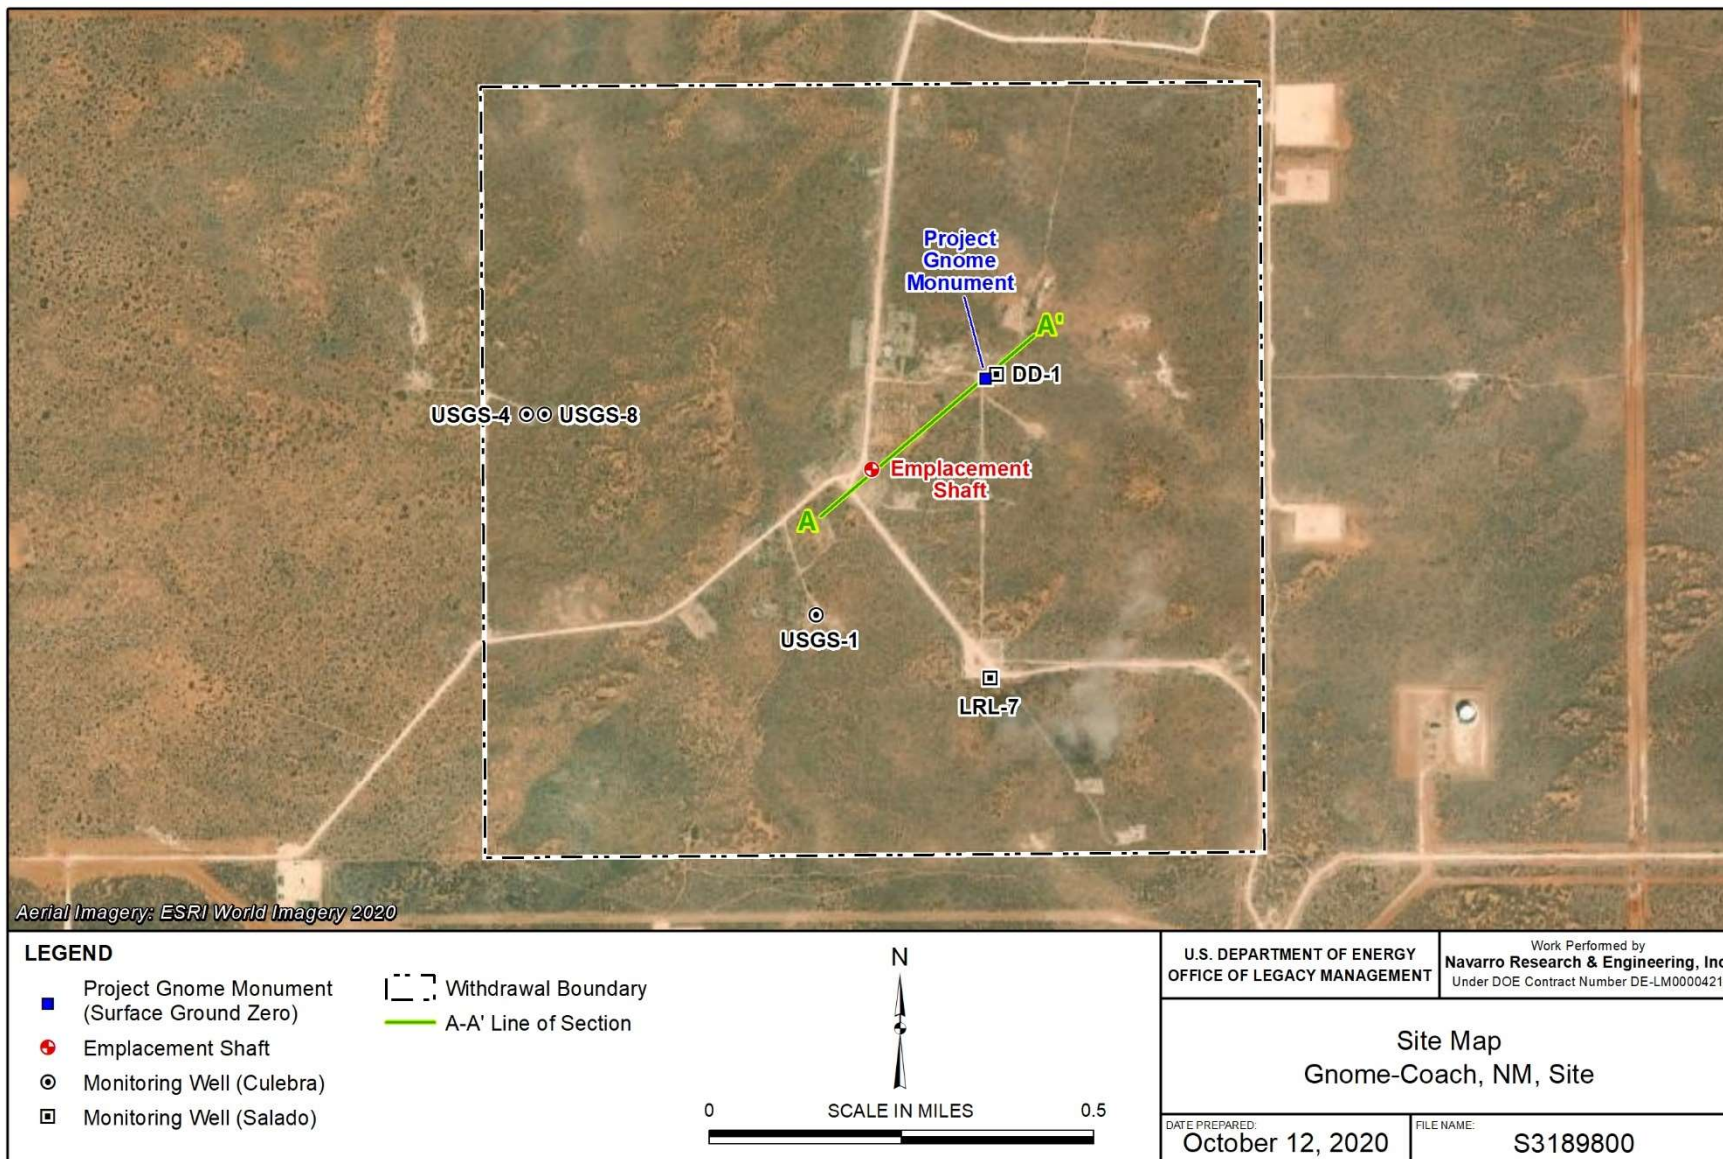 Project
Gnome
Monument
A'
DD-1
USGS-4
USGS-8
Emplacement
Shaft
A
USGS-1
LRL-7
Aerial Imagery: ESRI World Imagery 2020
LEGEND
Project Gnome Monument
(Surface Ground Zero)
Emplacement Shaft
Monitoring Well (Culebra)
Monitoring Well (Salado)
Withdrawal Boundary
A-A' Line of Section
N
0 SCALE IN MILES 0.5
U.S. DEPARTMENT OF ENERGY
OFFICE OF LEGACY MANAGEMENT
Work Performed by
Navarro Research & Engineering, Inc
Under DOE Contract Number DE-LM0000421
Site Map
Gnome-Coach, NM, Site
DATE PREPARED:
October 12, 2020
FILE NAME:
S3189800